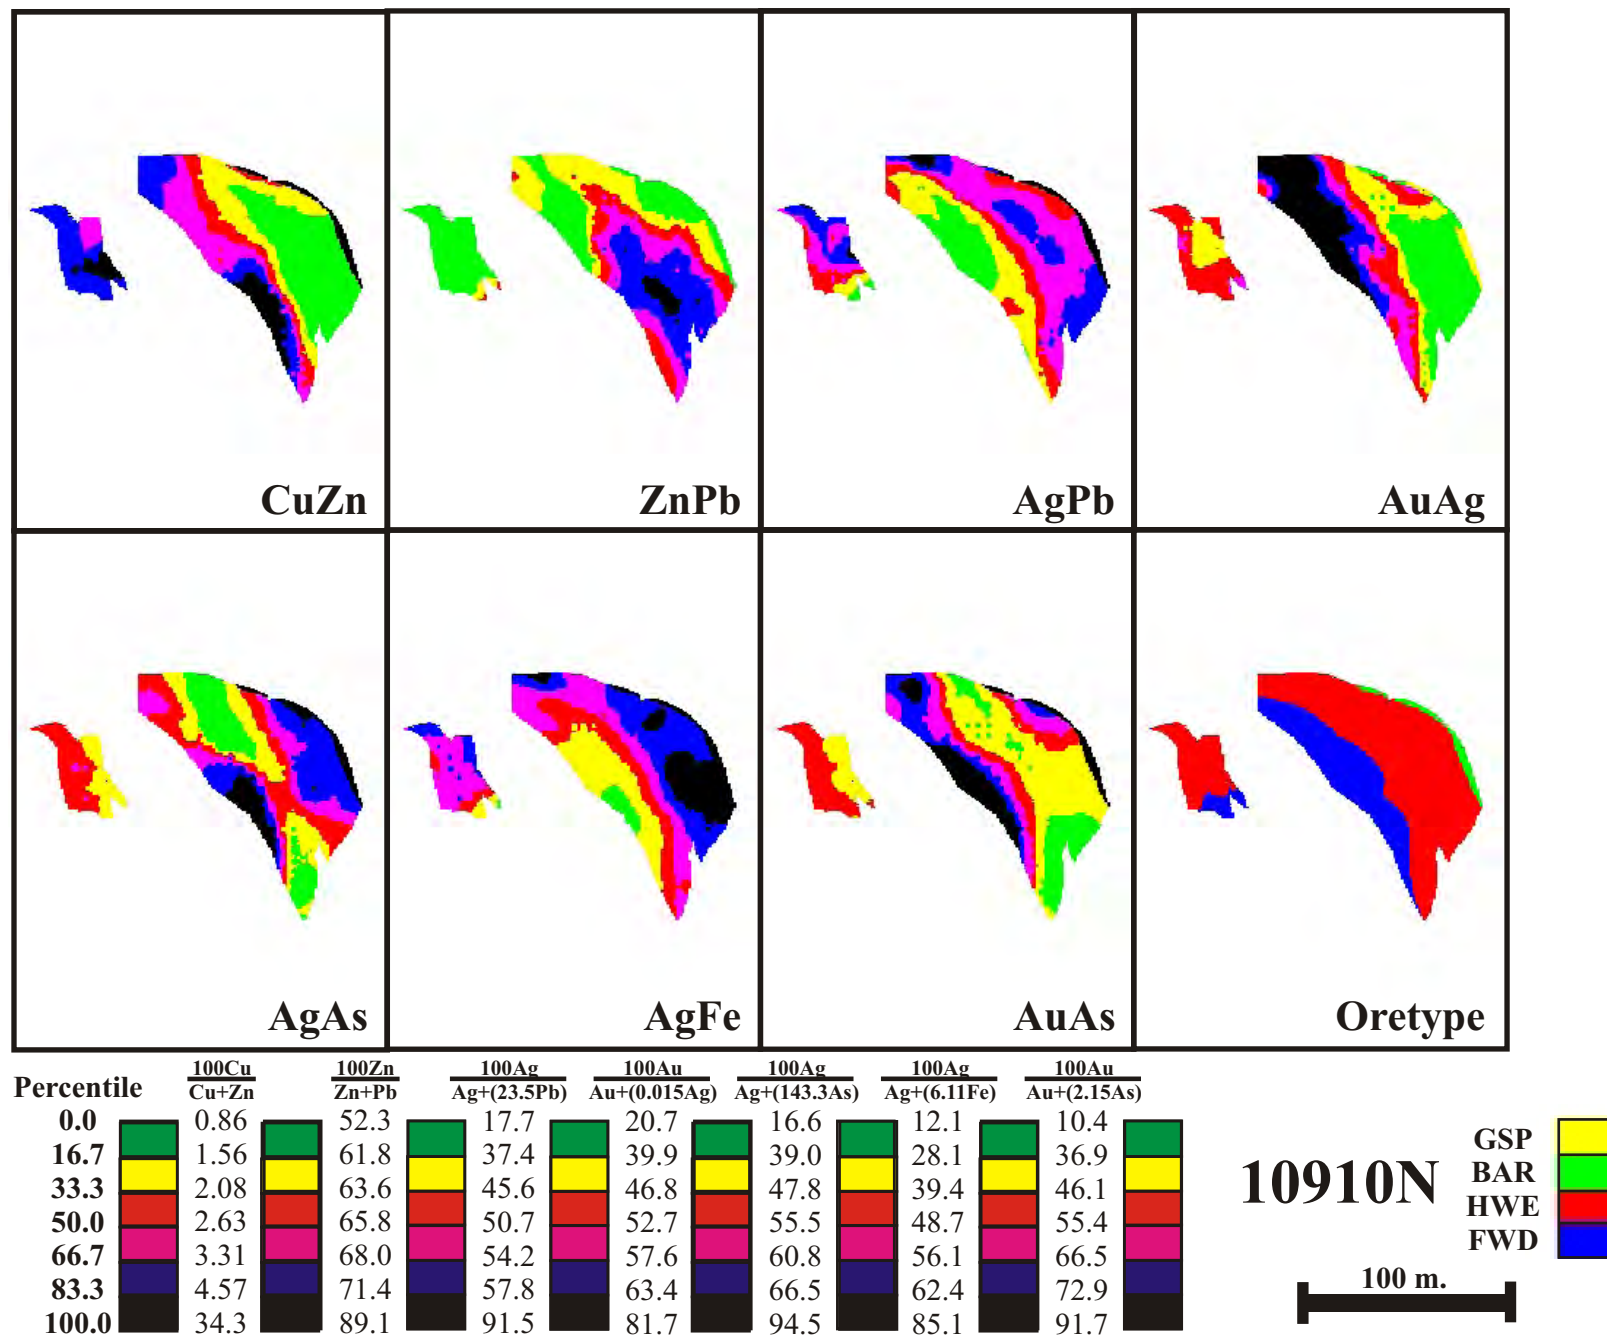 CuZn
ZnPb
AgPb
AuAg
AgAs
AgFe
AuAs
Oretype
Percentile
100Cu
Cu+Zn
100Zn
Zn+Pb
100Ag
Ag+(23.5Pb)
100Au
Au+(0.015Ag)
100Ag
Ag+(143.3As)
100Ag
Ag+(6.11Fe)
100Au
Au+(2.15As)
0.0 0.86 52.3 17.7 20.7 16.6 12.1 10.4
16.7 1.56 61.8 37.4 39.9 39.0 28.1 36.9
33.3 2.08 63.6 45.6 46.8 47.8 39.4 46.1
50.0 2.63 65.8 50.7 52.7 55.5 48.7 55.4
66.7 3.31 68.0 54.2 57.6 60.8 56.1 66.5
83.3 4.57 71.4 57.8 63.4 66.5 62.4 72.9
100.0 34.3 89.1 91.5 81.7 94.5 85.1 91.7
10910N
GSP
BAR
HWE
FWD
100 m.